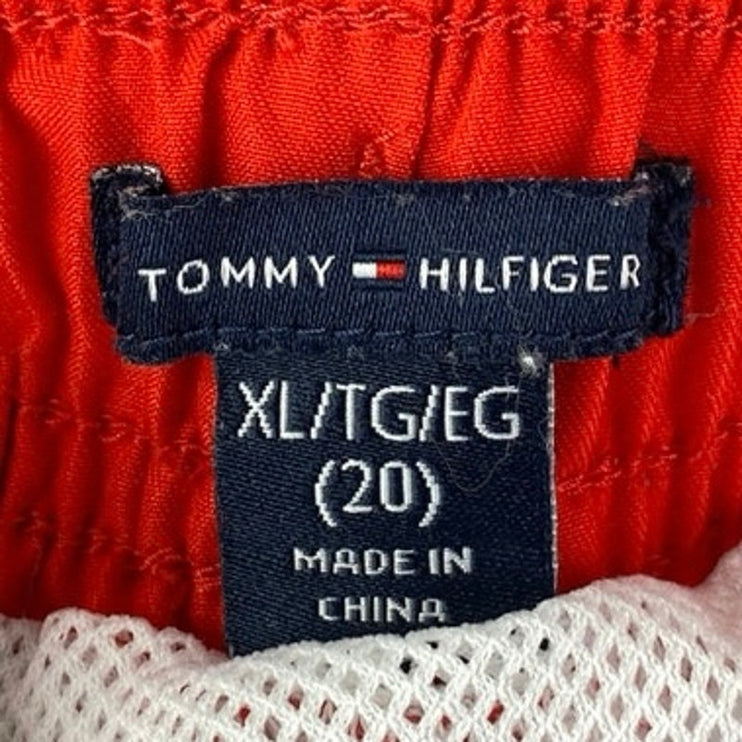 TOMMY HILFIGER
XL/TG/EG
(20)
MADE IN
CHINA